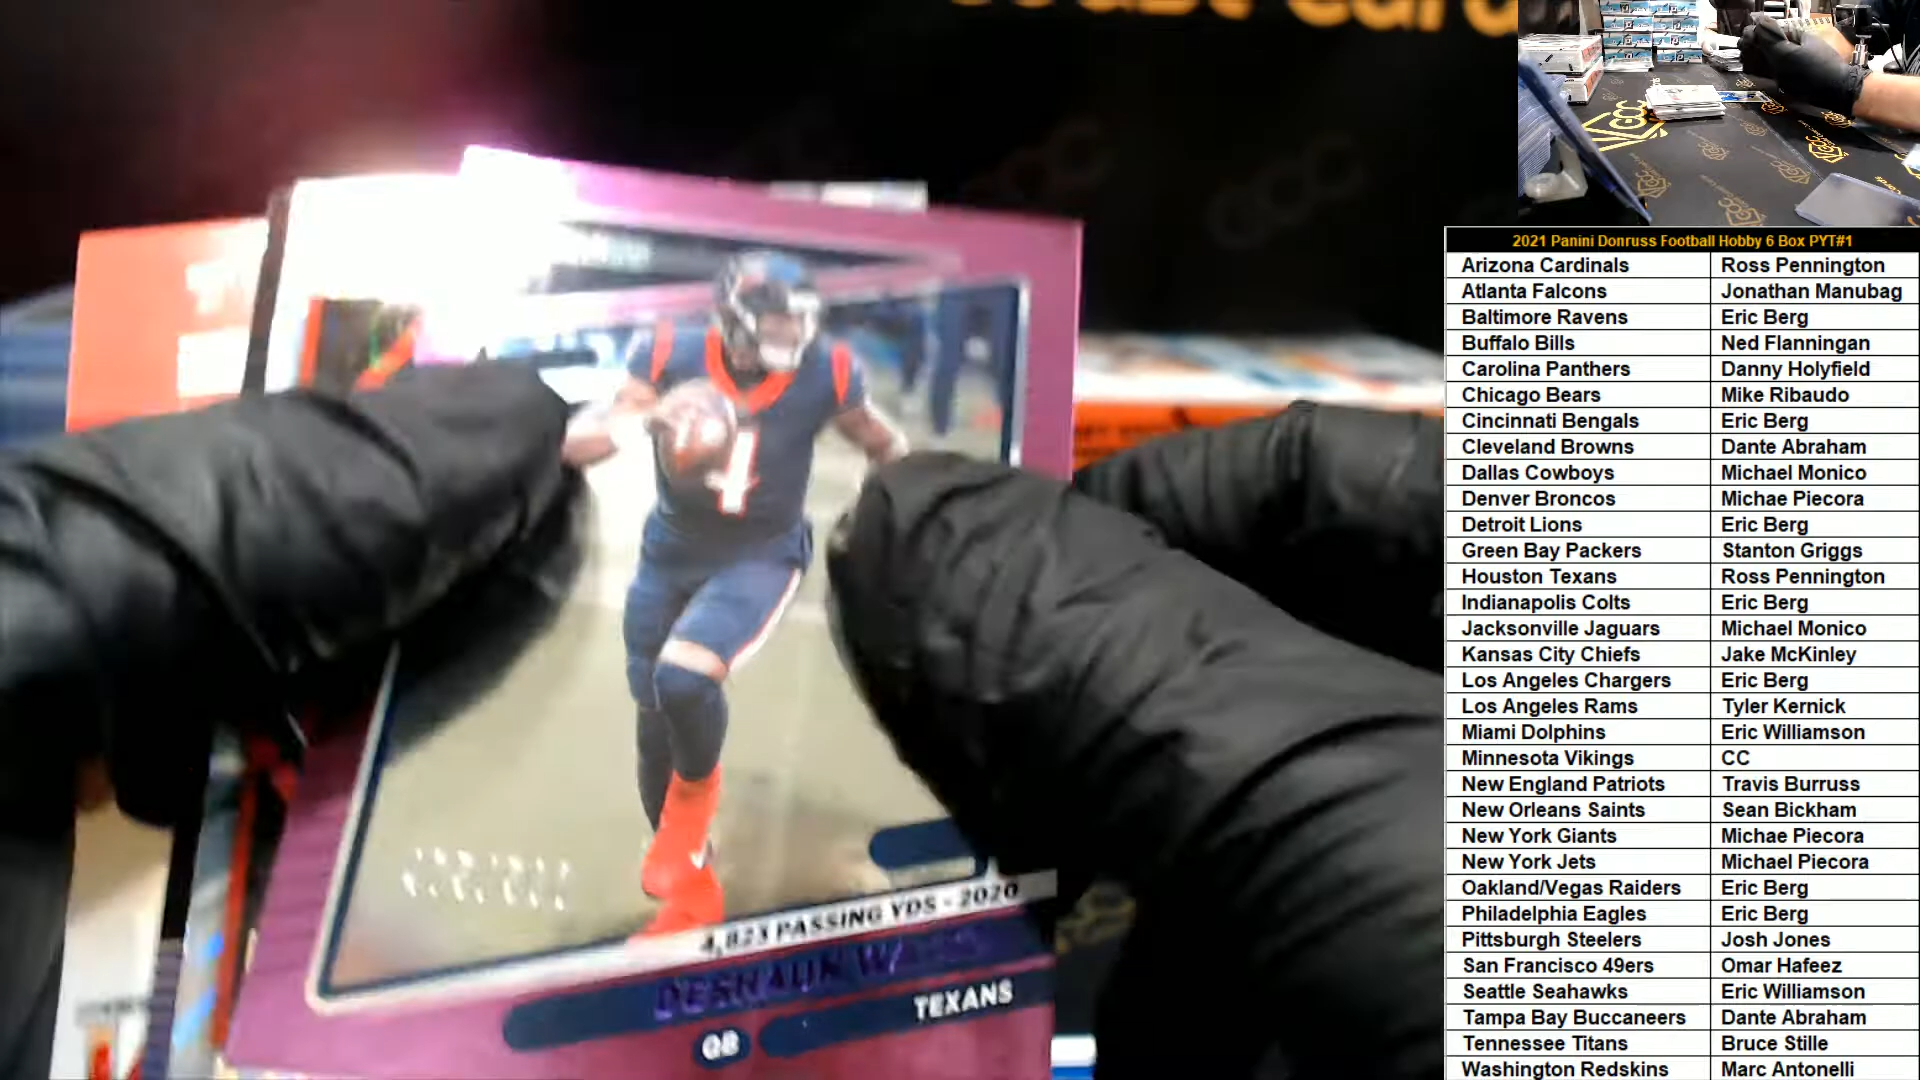 2021 Panini Donruss Football Hobby 6 Box PYT#1
Arizona Cardinals Ross Pennington
Atlanta Falcons Jonathan Manubag
Baltimore Ravens Eric Berg
Buffalo Bills Ned Flanningan
Carolina Panthers Danny Holyfield
Chicago Bears Mike Ribaudo
Cincinnati Bengals Eric Berg
Cleveland Browns Dante Abraham
Dallas Cowboys Michael Monico
Denver Broncos Michae Piecora
Detroit Lions Eric Berg
Green Bay Packers Stanton Griggs
Houston Texans Ross Pennington
Indianapolis Colts Eric Berg
Jacksonville Jaguars Michael Monico
Kansas City Chiefs Jake McKinley
Los Angeles Chargers Eric Berg
Los Angeles Rams Tyler Kernick
Miami Dolphins Eric Williamson
Minnesota Vikings CC
New England Patriots Travis Burruss
New Orleans Saints Sean Bickham
New York Giants Michae Piecora
New York Jets Michael Piecora
Oakland/Vegas Raiders Eric Berg
Philadelphia Eagles Eric Berg
Pittsburgh Steelers Josh Jones
San Francisco 49ers Omar Hafeez
Seattle Seahawks Eric Williamson
Tampa Bay Buccaneers Dante Abraham
Tennessee Titans Bruce Stille
Washington Redskins Marc Antonelli
4
4,823 PASSING YDS - 2020
DESHAUN
TEXANS
QB
GCC